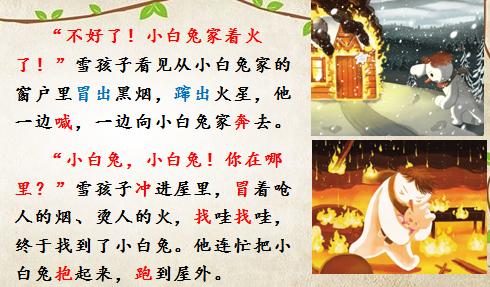 “不好了！小白兔家着火
了！”雪孩子看见从小白兔家的
窗户里冒出黑烟，蹿出火星，他
一边喊，一边向小白兔家奔去。
“小白兔，小白兔！你在哪
里？”雪孩子冲进屋里，冒着呛
人的烟、烫人的火，找哇找哇，
终于找到了小白兔。他连忙把小
白兔抱起来，跑到屋外。